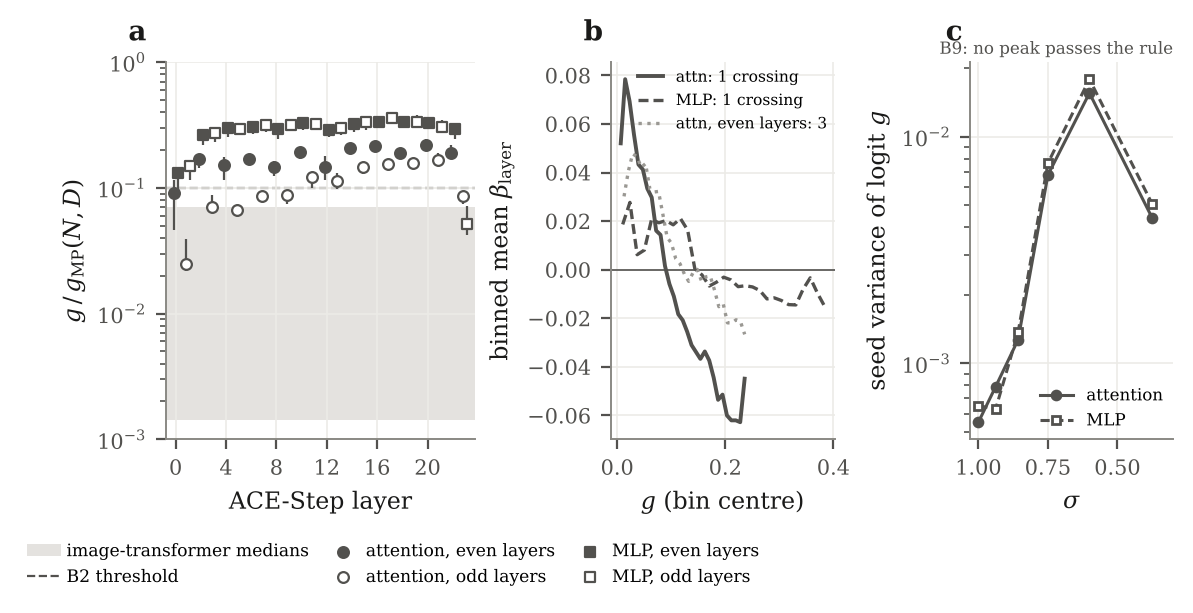 a
g / g_MP(N, D)
10^0
10^−1
10^−2
10^−3
0 4 8 12 16 20
ACE-Step layer
b
binned mean β_layer
0.08
0.06
0.04
0.02
0.00
−0.02
−0.04
−0.06
attn: 1 crossing
MLP: 1 crossing
attn, even layers: 3
0.0 0.2 0.4
g (bin centre)
c
B9: no peak passes the rule
seed variance of logit g
10^−2
10^−3
attention
MLP
1.00 0.75 0.50
σ
image-transformer medians
B2 threshold
attention, even layers
attention, odd layers
MLP, even layers
MLP, odd layers